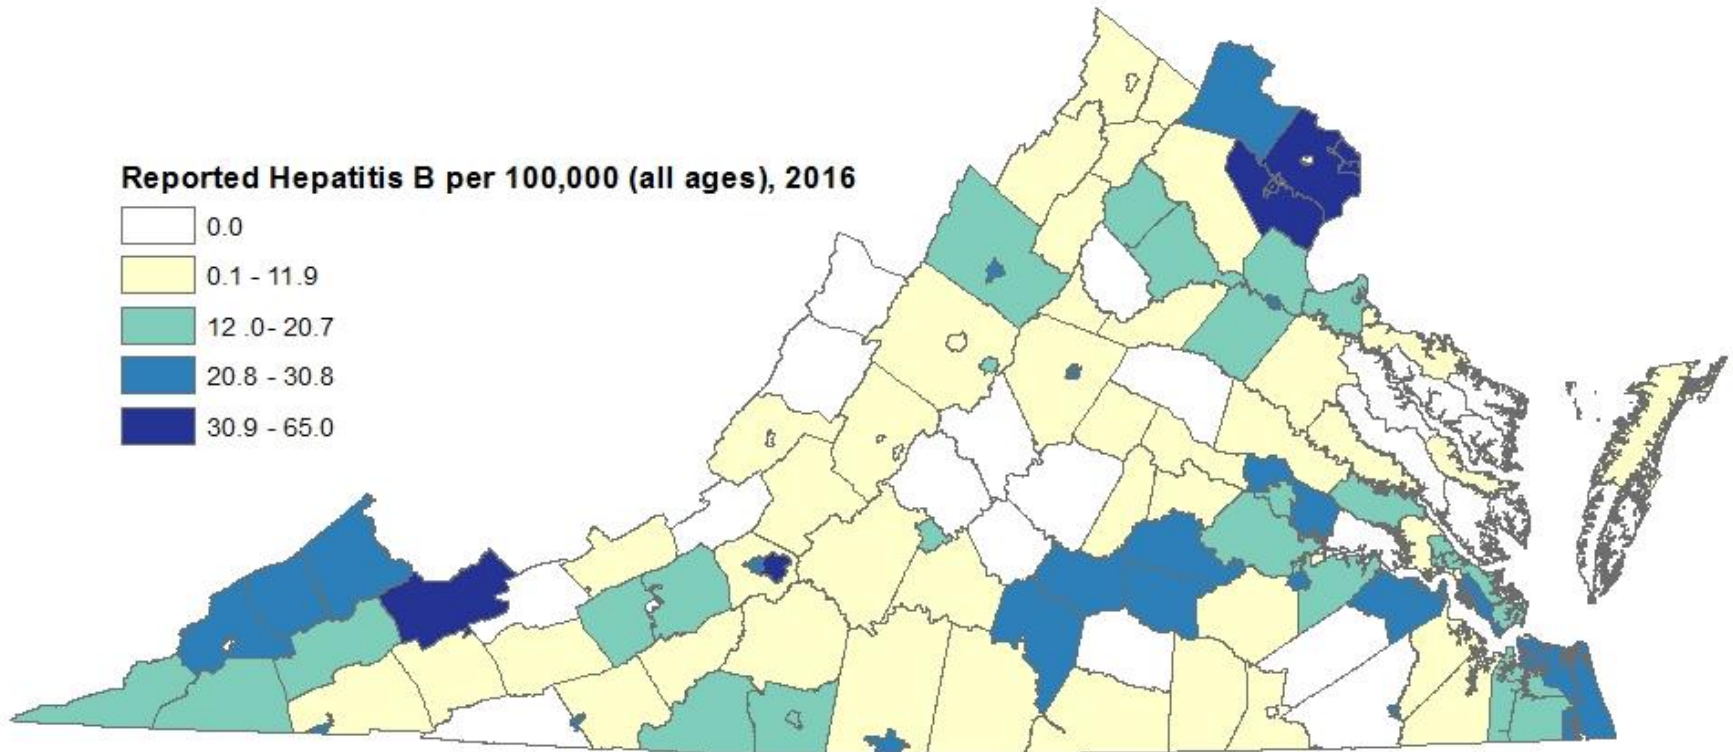 Reported Hepatitis B per 100,000 (all ages), 2016
0.0
0.1 - 11.9
12 .0- 20.7
20.8 - 30.8
30.9 - 65.0